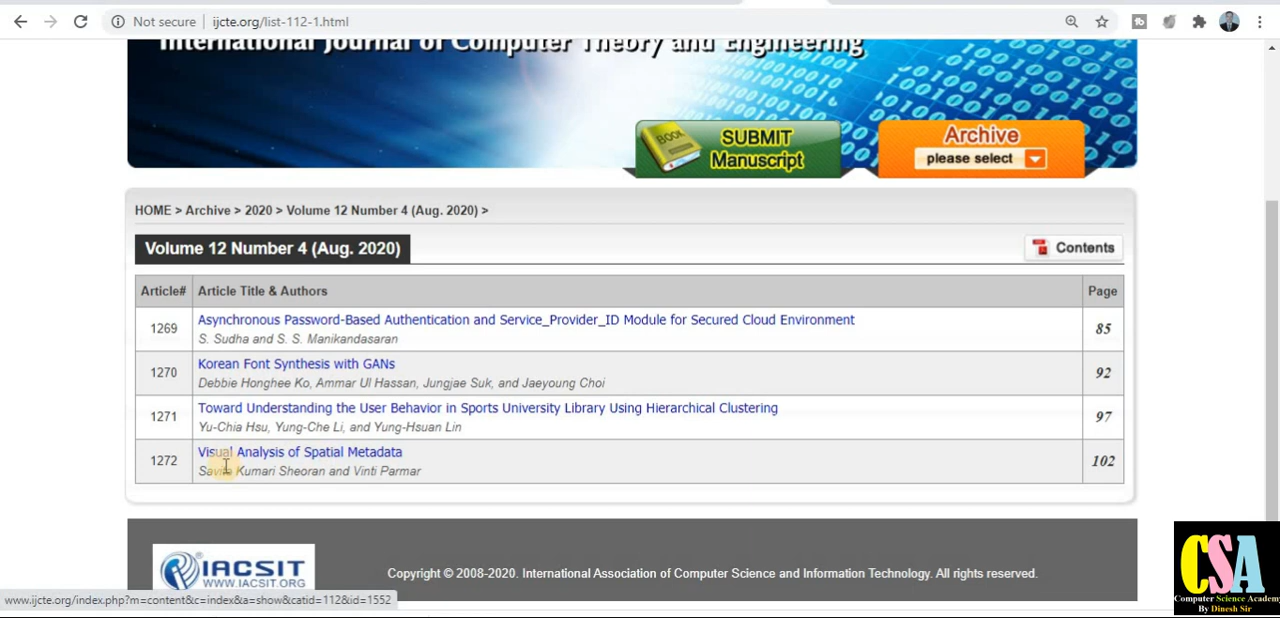 Not secure | ijcte.org/list-112-1.html
International Journal of Computer Theory and Engineering
BOOK
SUBMIT
Manuscript
Archive
please select
HOME > Archive > 2020 > Volume 12 Number 4 (Aug. 2020) >
Volume 12 Number 4 (Aug. 2020)
Contents
Article# Article Title & Authors Page
1269 Asynchronous Password-Based Authentication and Service_Provider_ID Module for Secured Cloud Environment 85
S. Sudha and S. S. Manikandasaran
1270 Korean Font Synthesis with GANs 92
Debbie Honghee Ko, Ammar Ul Hassan, Jungjae Suk, and Jaeyoung Choi
1271 Toward Understanding the User Behavior in Sports University Library Using Hierarchical Clustering 97
Yu-Chia Hsu, Yung-Che Li, and Yung-Hsuan Lin
1272 Visual Analysis of Spatial Metadata 102
Savita Kumari Sheoran and Vinti Parmar
IACSIT
WWW.IACSIT.ORG
Copyright © 2008-2020. International Association of Computer Science and Information Technology. All rights reserved.
www.ijcte.org/index.php?m=content&c=index&a=show&catid=112&id=1552
CSA
Computer Science Academy
By Dinesh Sir